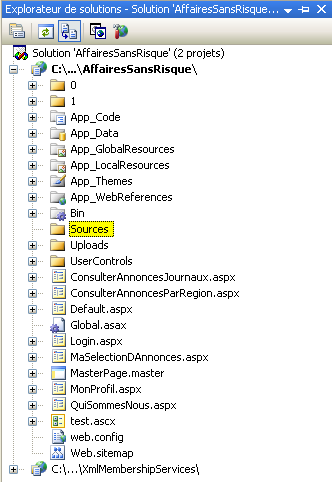 Explorateur de solutions - Solution 'AffairesSansRisque...
Solution 'AffairesSansRisque' (2 projets)
C:\...\AffairesSansRisque\
0
1
App_Code
App_Data
App_GlobalResources
App_LocalResources
App_Themes
App_WebReferences
Bin
Sources
Uploads
UserControls
ConsulterAnnoncesJournaux.aspx
ConsulterAnnoncesParRegion.aspx
Default.aspx
Global.asax
Login.aspx
MaSelectionDAnnonces.aspx
MasterPage.master
MonProfil.aspx
QuiSommesNous.aspx
test.ascx
web.config
Web.sitemap
C:\...\XmlMembershipServices\